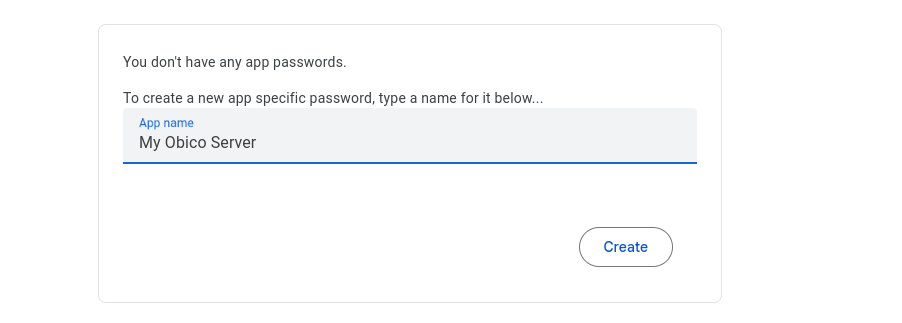 You don't have any app passwords.
To create a new app specific password, type a name for it below...
App name
My Obico Server
Create